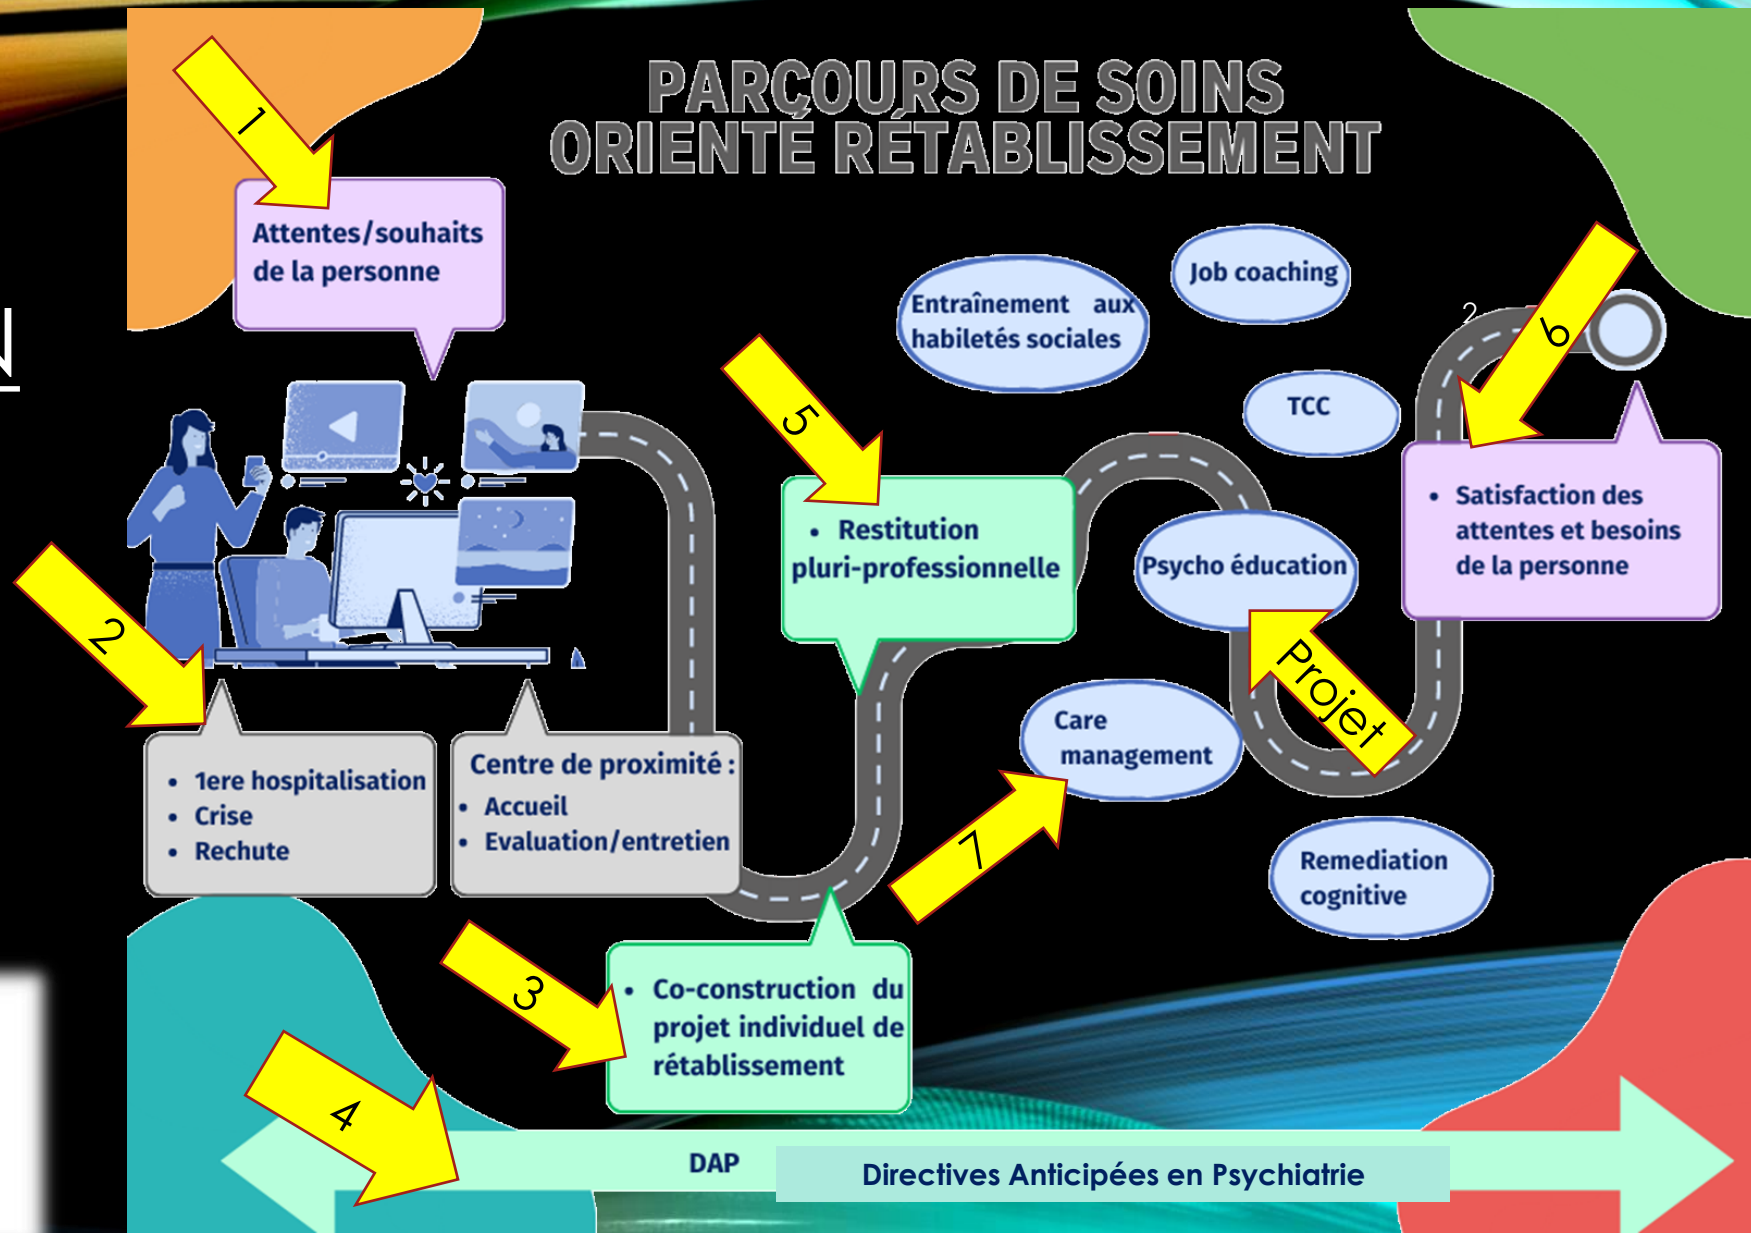 PARCOURS DE SOINS
ORIENTÉ RÉTABLISSEMENT
1
Attentes/souhaits
de la personne
N
Entraînement aux
habiletés sociales
Job coaching
2
6
TCC
5
• Restitution
pluri-professionnelle
• Satisfaction des
attentes et besoins
de la personne
Psycho éducation
Projet
2
Care
management
7
• 1ere hospitalisation
• Crise
• Rechute
Centre de proximité :
• Accueil
• Evaluation/entretien
Remediation
cognitive
3
• Co-construction du
projet individuel de
rétablissement
4
DAP
Directives Anticipées en Psychiatrie